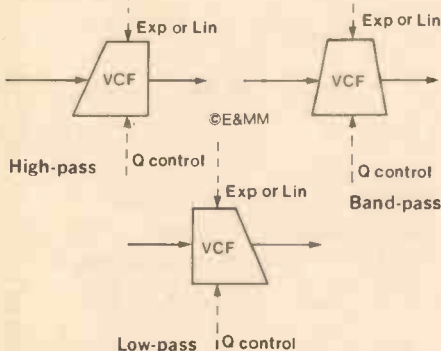 Exp or Lin
VCF
Q control
High-pass
Exp or Lin
VCF
Q control
Band-pass
©E&MM
Exp or Lin
VCF
Q control
Low-pass